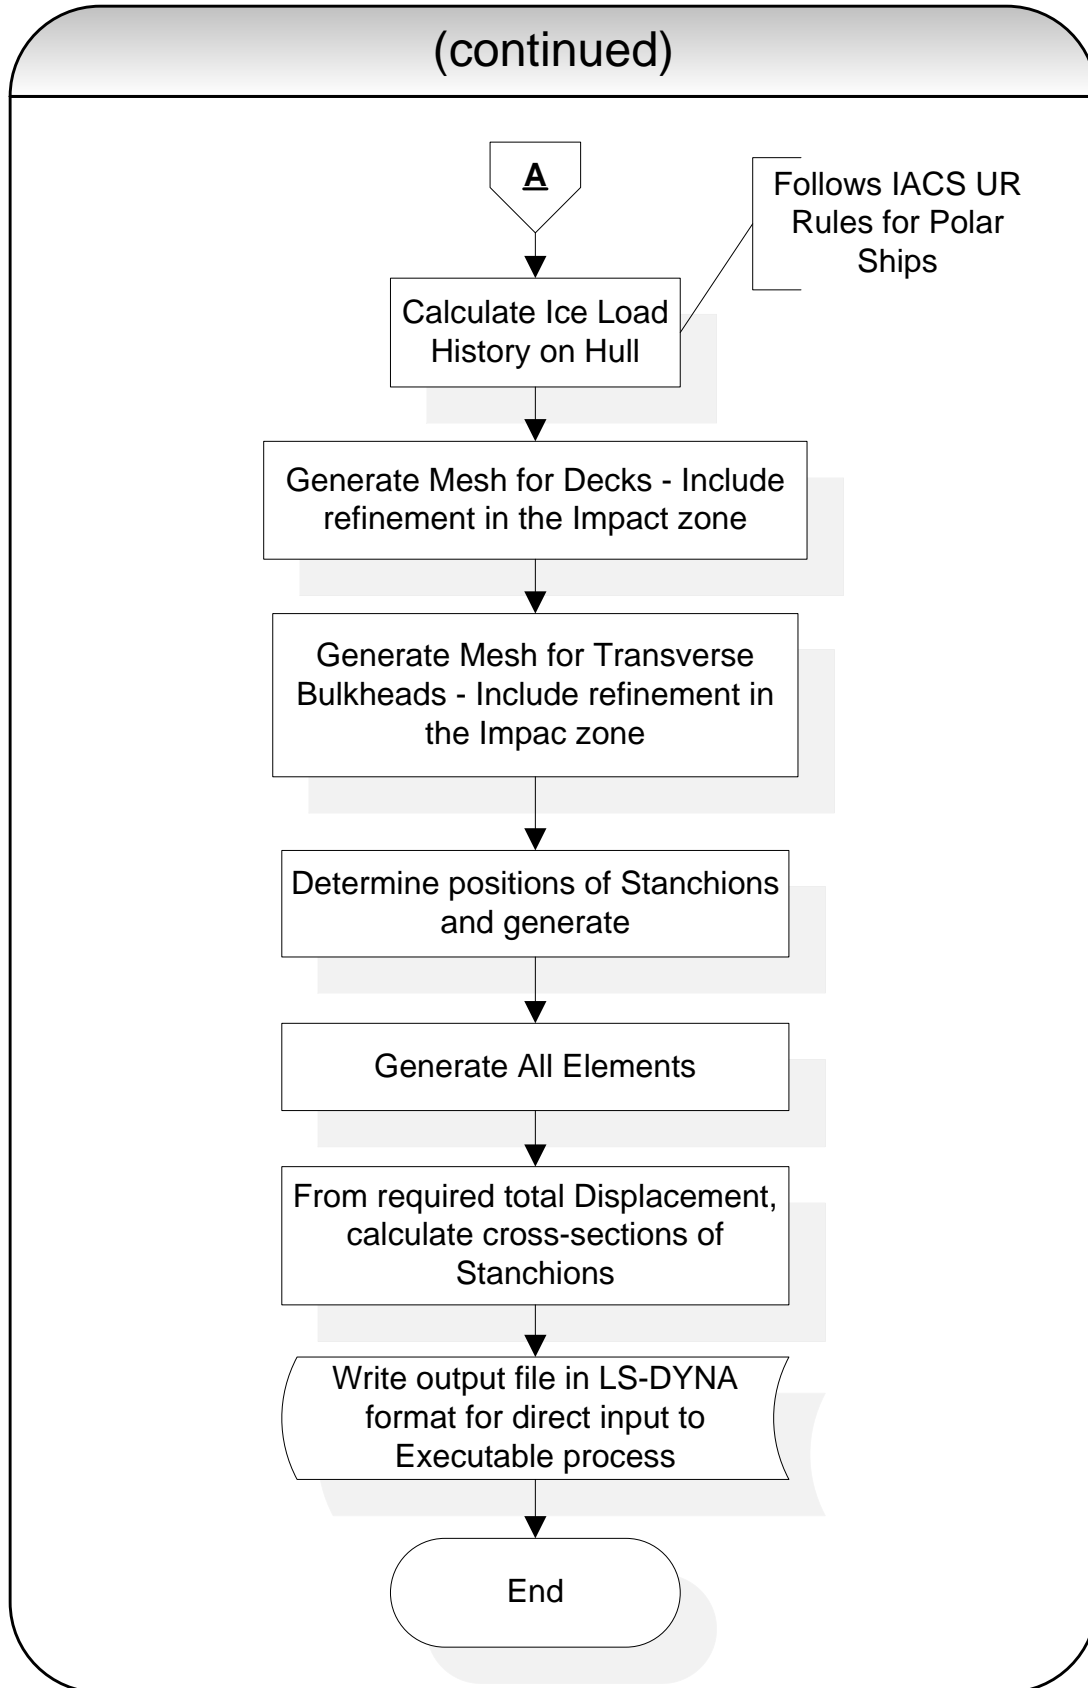 (continued)
A
Follows IACS UR
Rules for Polar
Ships
Calculate Ice Load
History on Hull
Generate Mesh for Decks - Include
refinement in the Impact zone
Generate Mesh for Transverse
Bulkheads - Include refinement in
the Impac zone
Determine positions of Stanchions
and generate
Generate All Elements
From required total Displacement,
calculate cross-sections of
Stanchions
Write output file in LS-DYNA
format for direct input to
Executable process
End